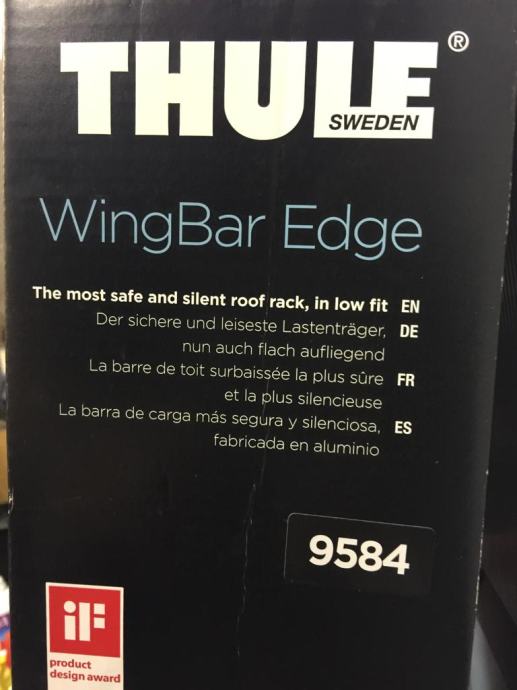 THULE®
SWEDEN
WingBar Edge
The most safe and silent roof rack, in low fit EN
Der sichere und leiseste Lastenträger, DE
nun auch flach aufliegend
La barre de toit surbaissée la plus sûre FR
et la plus silencieuse
La barra de carga más segura y silenciosa, ES
fabricada en aluminio
9584
iF
product
design award